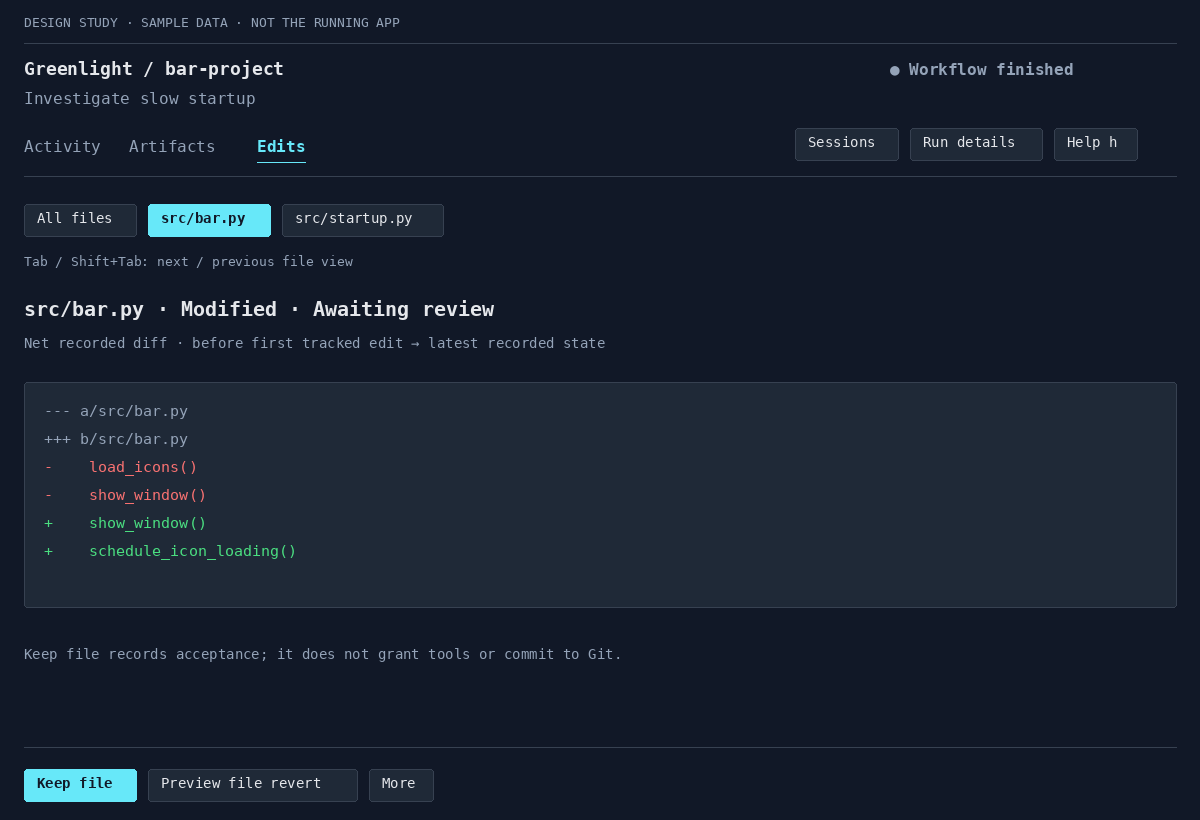 DESIGN STUDY · SAMPLE DATA · NOT THE RUNNING APP
Greenlight / bar-project
● Workflow finished
Investigate slow startup
Activity Artifacts Edits
Sessions Run details Help h
All files src/bar.py src/startup.py
Tab / Shift+Tab: next / previous file view
src/bar.py · Modified · Awaiting review
Net recorded diff · before first tracked edit → latest recorded state
--- a/src/bar.py
+++ b/src/bar.py
-    load_icons()
-    show_window()
+    show_window()
+    schedule_icon_loading()
Keep file records acceptance; it does not grant tools or commit to Git.
Keep file Preview file revert More